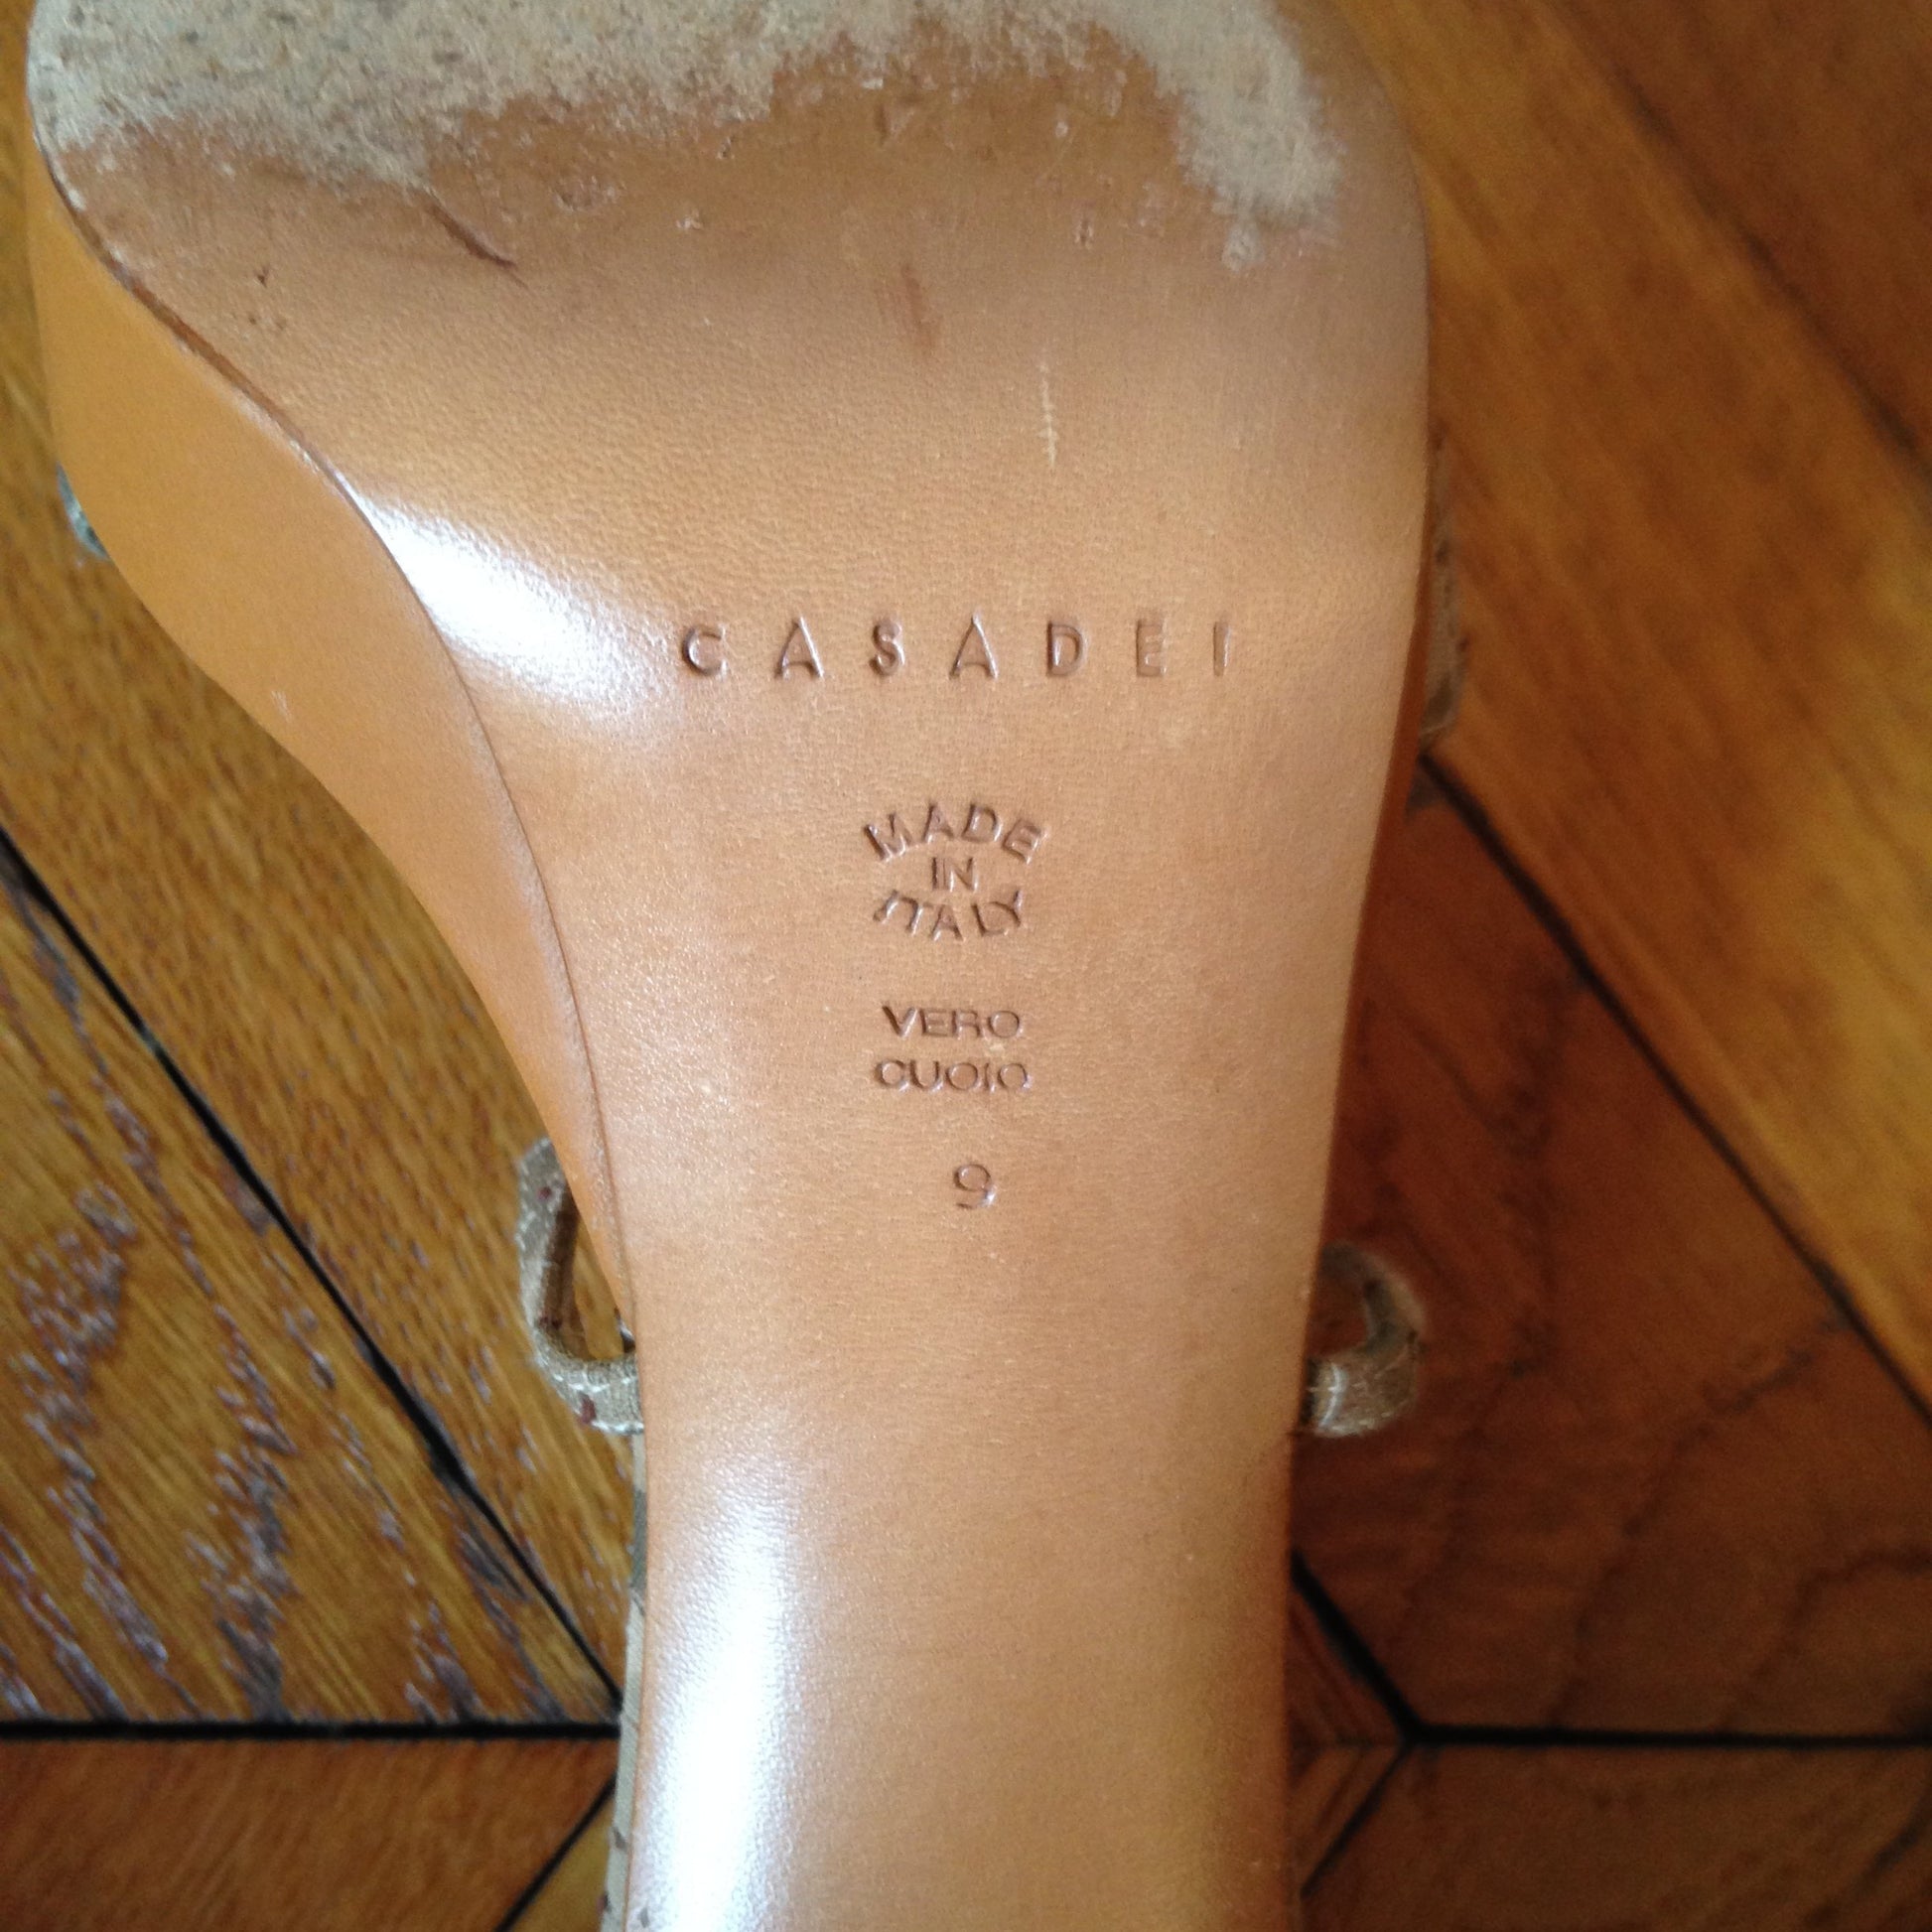 CASADEI
MADE
IN
ITALY
VERO
CUOIO
9